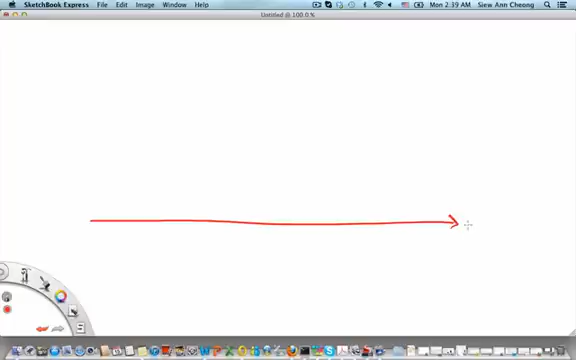 SketchBook Express File Edit Image Window Help Mon 2:39 AM Siew Ann Cheong
Untitled @ 100.0 %